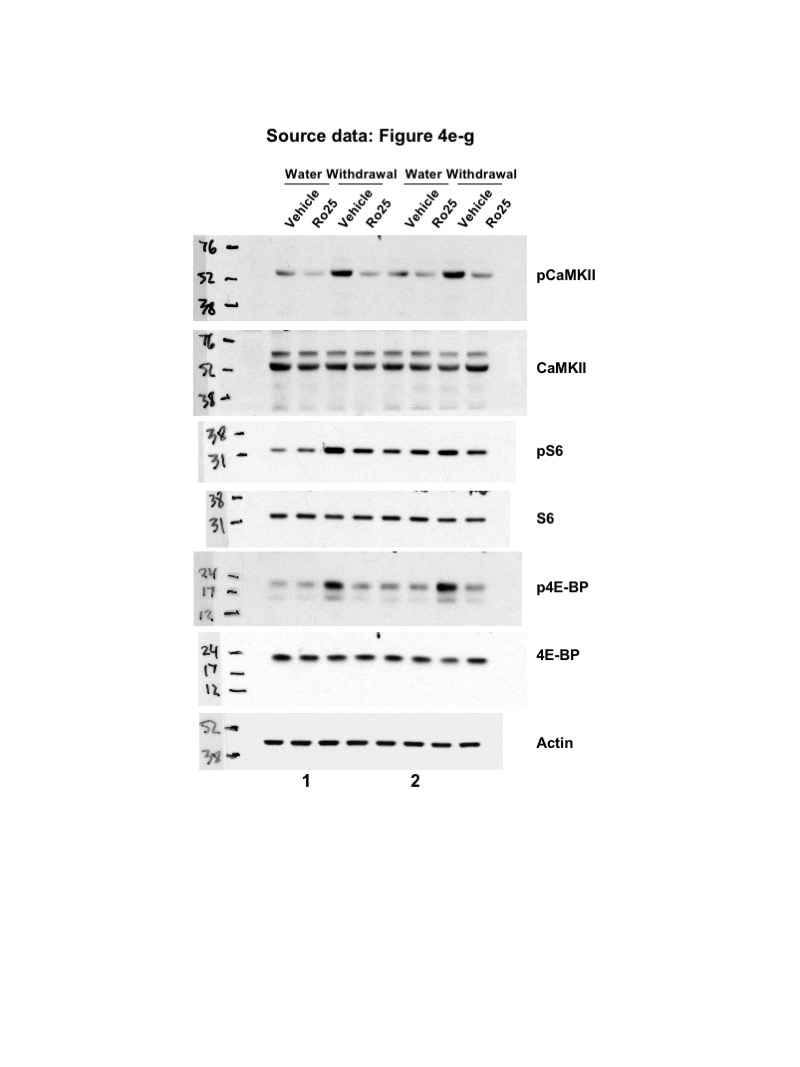 Source data: Figure 4e-g
Water Withdrawal Water Withdrawal
Vehicle Ro25 Vehicle Ro25 Vehicle Ro25 Vehicle Ro25
76
52 pCaMKII
38
76
52 CaMKII
38
38
31 pS6
38
31 S6
24
17 p4E-BP
12
24 4E-BP
17
12
52
38 Actin
1 2